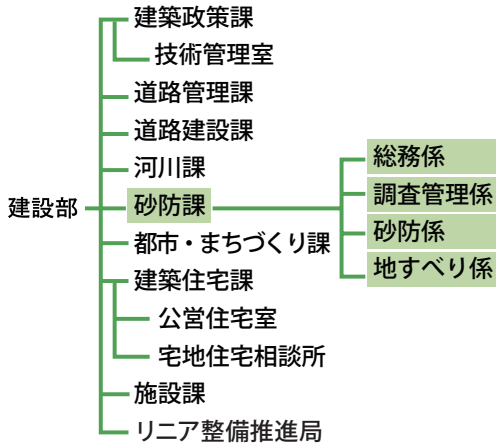 建設部
建築政策課
技術管理室
道路管理課
道路建設課
河川課
砂防課
都市・まちづくり課
建築住宅課
公営住宅室
宅地住宅相談所
施設課
リニア整備推進局
総務係
調査管理係
砂防係
地すべり係